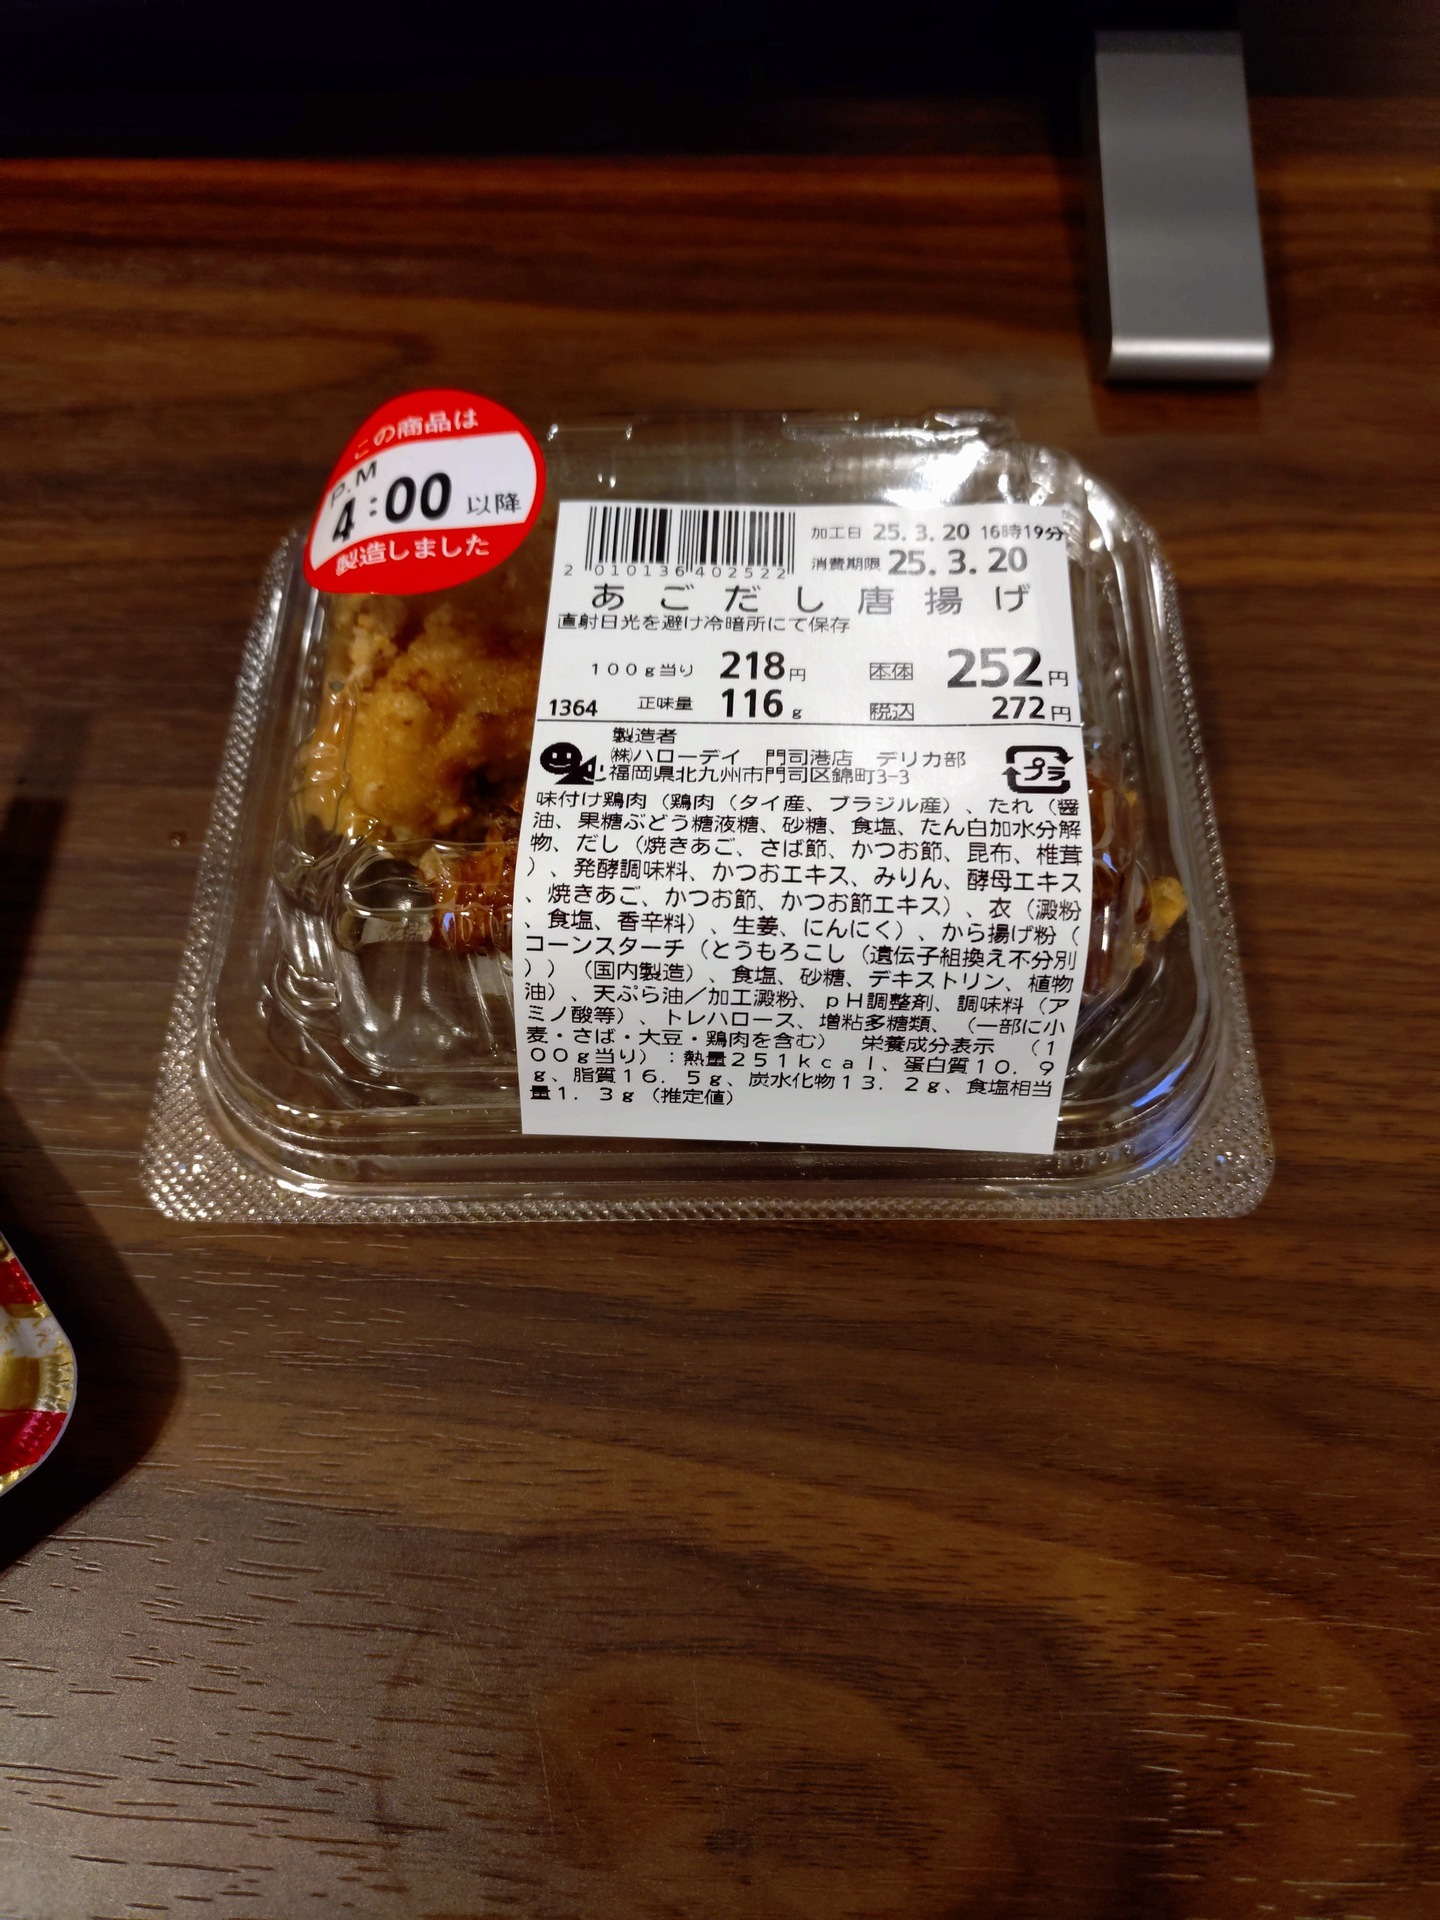 この商品は
P.M
4:00 以降
製造しました
2 010136 402522
加工日 25. 3. 20 16時19分
消費期限 25. 3. 20
あごだし唐揚げ
直射日光を避け冷暗所にて保存
100g当り 218円 本体 252円
1364 正味量 116g 税込 272円
製造者
㈱ハローデイ 門司港店 デリカ部
福岡県北九州市門司区錦町3-3
プラ
味付け鶏肉（鶏肉（タイ産、ブラジル産）、たれ（醤
油、果糖ぶどう糖液糖、砂糖、食塩、たん白加水分解
物、だし（焼きあご、さば節、かつお節、昆布、椎茸
）、発酵調味料、かつおエキス、みりん、酵母エキス
、焼きあご、かつお節、かつお節エキス）、衣（澱粉
、食塩、香辛料）、生姜、にんにく）、から揚げ粉（
コーンスターチ（とうもろこし（遺伝子組換え不分別
））（国内製造）、食塩、砂糖、デキストリン、植物
油）、天ぷら油／加工澱粉、ｐＨ調整剤、調味料（ア
ミノ酸等）、トレハロース、増粘多糖類、（一部に小
麦・さば・大豆・鶏肉を含む） 栄養成分表示 （１
００ｇ当り）：熱量２５１ｋｃａｌ、蛋白質１０．９
ｇ、脂質１６．５ｇ、炭水化物１３．２ｇ、食塩相当
量１．３ｇ（推定値）